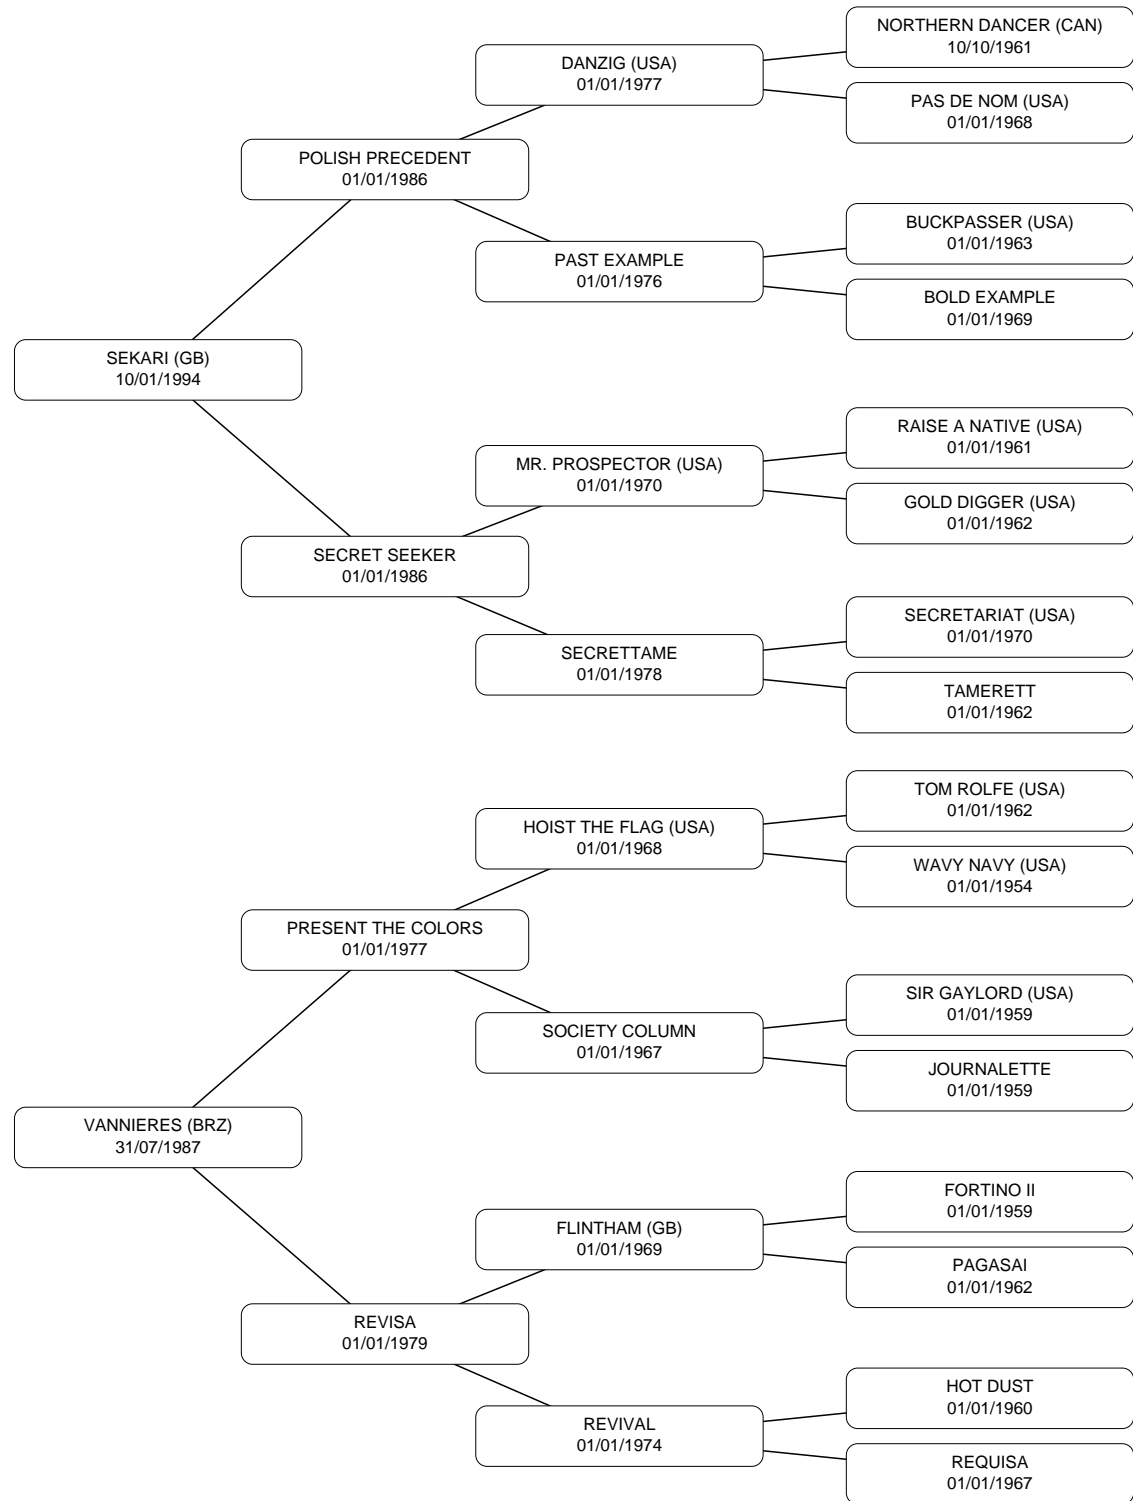 NORTHERN DANCER (CAN)
10/10/1961
DANZIG (USA)
01/01/1977
PAS DE NOM (USA)
01/01/1968
POLISH PRECEDENT
01/01/1986
BUCKPASSER (USA)
01/01/1963
PAST EXAMPLE
01/01/1976
BOLD EXAMPLE
01/01/1969
SEKARI (GB)
10/01/1994
RAISE A NATIVE (USA)
01/01/1961
MR. PROSPECTOR (USA)
01/01/1970
GOLD DIGGER (USA)
01/01/1962
SECRET SEEKER
01/01/1986
SECRETARIAT (USA)
01/01/1970
SECRETTAME
01/01/1978
TAMERETT
01/01/1962
TOM ROLFE (USA)
01/01/1962
HOIST THE FLAG (USA)
01/01/1968
WAVY NAVY (USA)
01/01/1954
PRESENT THE COLORS
01/01/1977
SIR GAYLORD (USA)
01/01/1959
SOCIETY COLUMN
01/01/1967
JOURNALETTE
01/01/1959
VANNIERES (BRZ)
31/07/1987
FORTINO II
01/01/1959
FLINTHAM (GB)
01/01/1969
PAGASAI
01/01/1962
REVISA
01/01/1979
HOT DUST
01/01/1960
REVIVAL
01/01/1974
REQUISA
01/01/1967